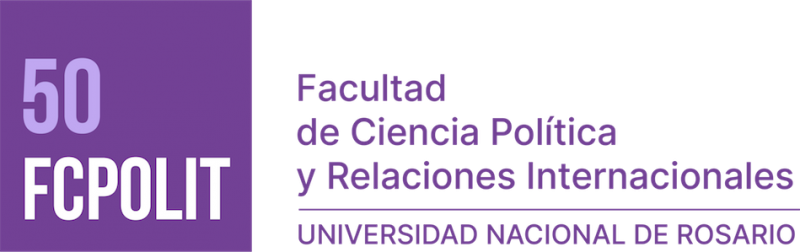 50
FCPOLIT
Facultad
de Ciencia Política
y Relaciones Internacionales
UNIVERSIDAD NACIONAL DE ROSARIO